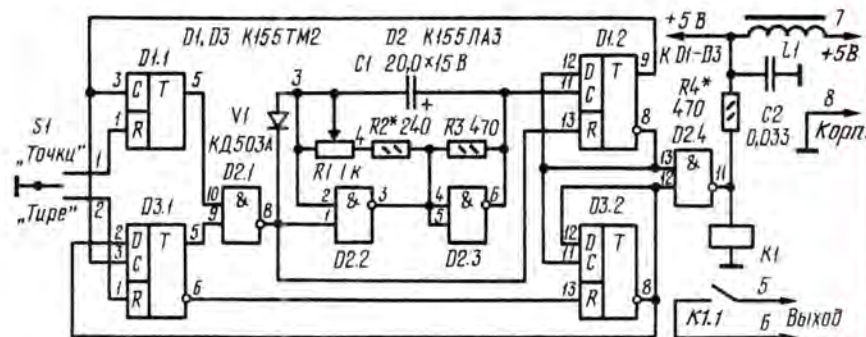 D1, D3 К155ТМ2
D2 К155ЛА3
D1.1
3
C
T
5
1
R
S1
„Точки"
1
„Тире"
2
V1
КД503А
D2.1
10
9
&
8
C1 20,0×15 В
+
3
4
R1 1 к
R2* 240
R3 470
2
1
&
3
D2.2
4
5
&
6
D2.3
D3.1
2
D
T
3
C
1
R
5
6
D1.2
12
D
T
11
C
13
R
9
8
D3.2
12
D
T
11
C
13
R
8
+5 В
К D1-D3
L1
7
+5В
R4*
470
C2
0,033
8
Корп.
D2.4
13
12
&
11
K1
K1.1
5
6
Выход